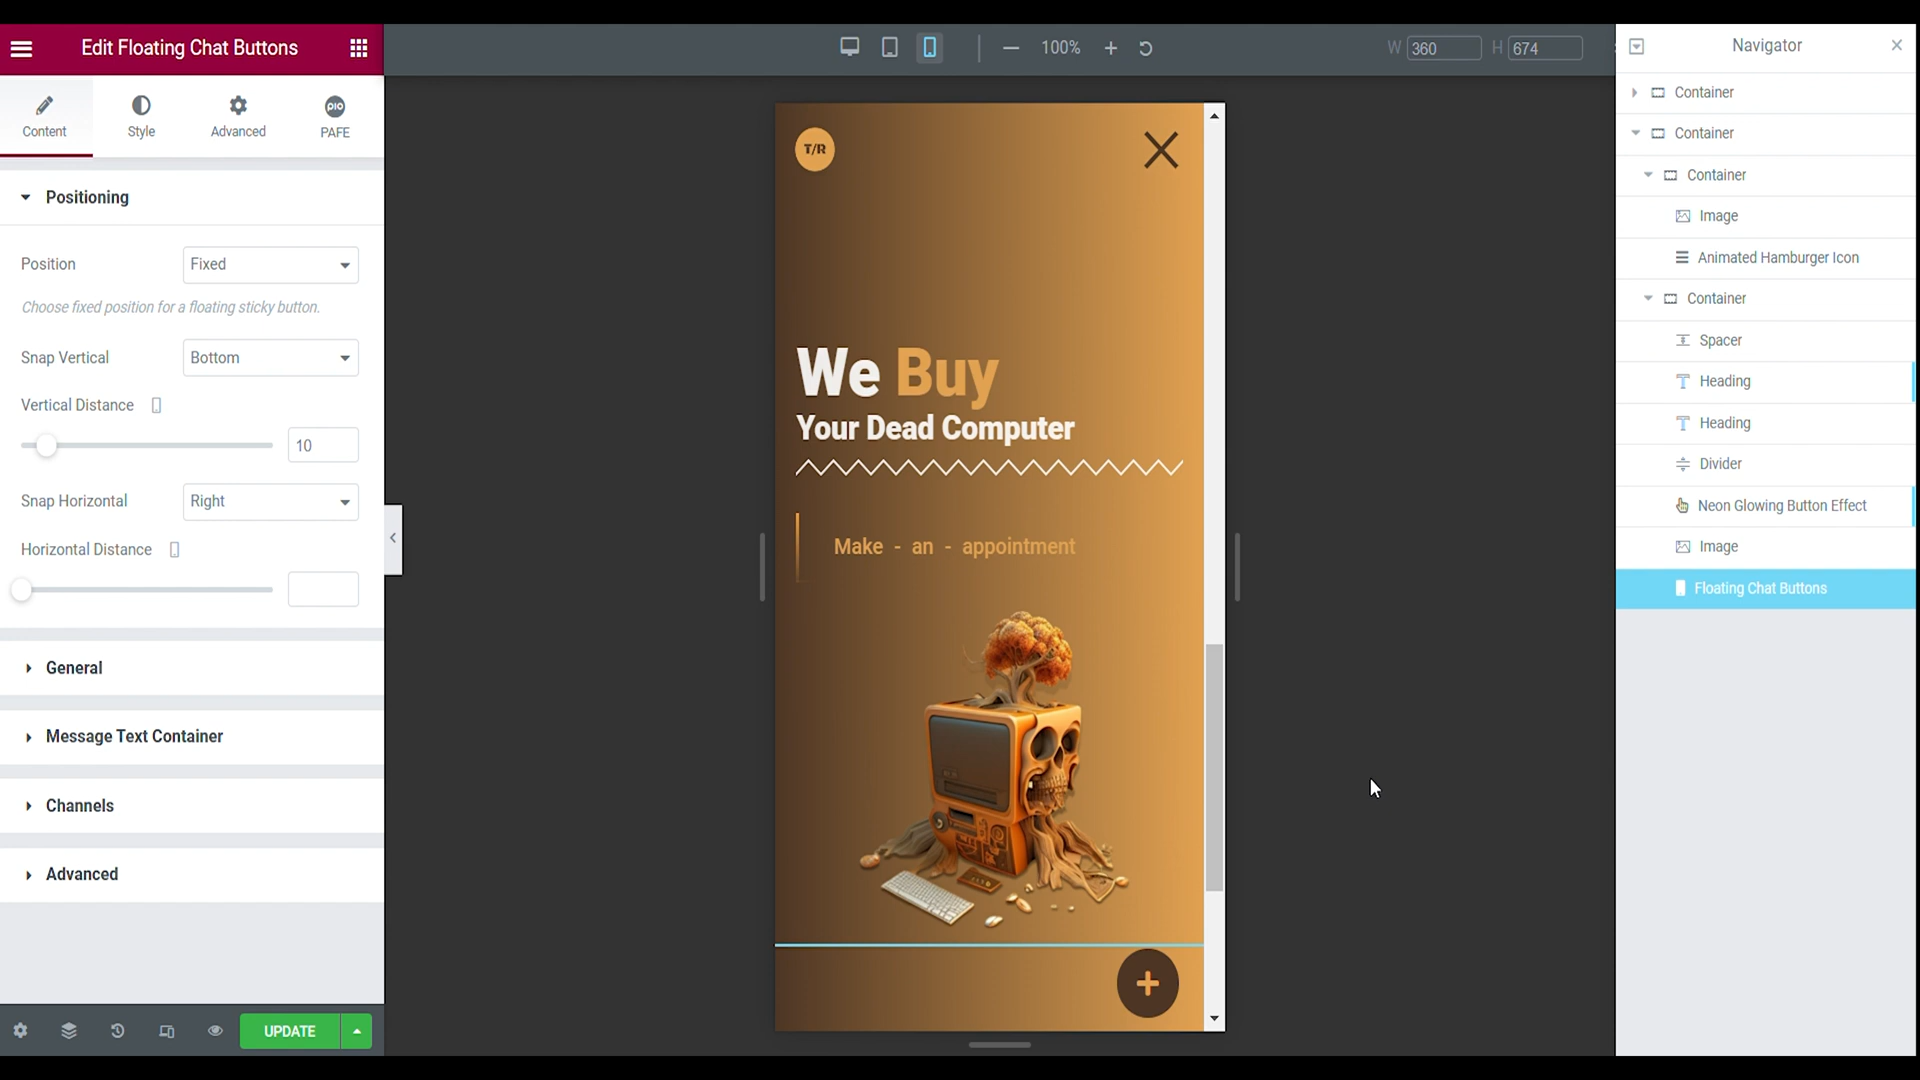 Edit Floating Chat Buttons
100%
W 360 H 674
Navigator
Content
Style
Advanced
pio
PAFE
Positioning
Position
Fixed
Choose fixed position for a floating sticky button.
Snap Vertical
Bottom
Vertical Distance
10
Snap Horizontal
Right
Horizontal Distance
General
Message Text Container
Channels
Advanced
UPDATE
T/R
We Buy
Your Dead Computer
Make - an - appointment
Container
Container
Container
Image
Animated Hamburger Icon
Container
Spacer
Heading
Heading
Divider
Neon Glowing Button Effect
Image
Floating Chat Buttons